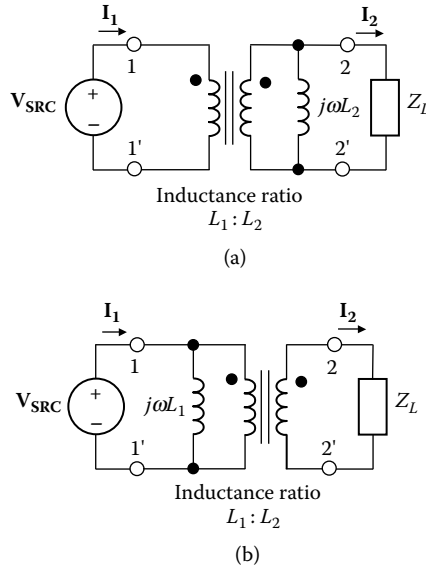 I1 I2
1 2
VSRC + − jωL2 ZL
1' 2'
Inductance ratio
L1 : L2
(a)
I1 I2
1 2
VSRC + − jωL1 ZL
1' 2'
Inductance ratio
L1 : L2
(b)